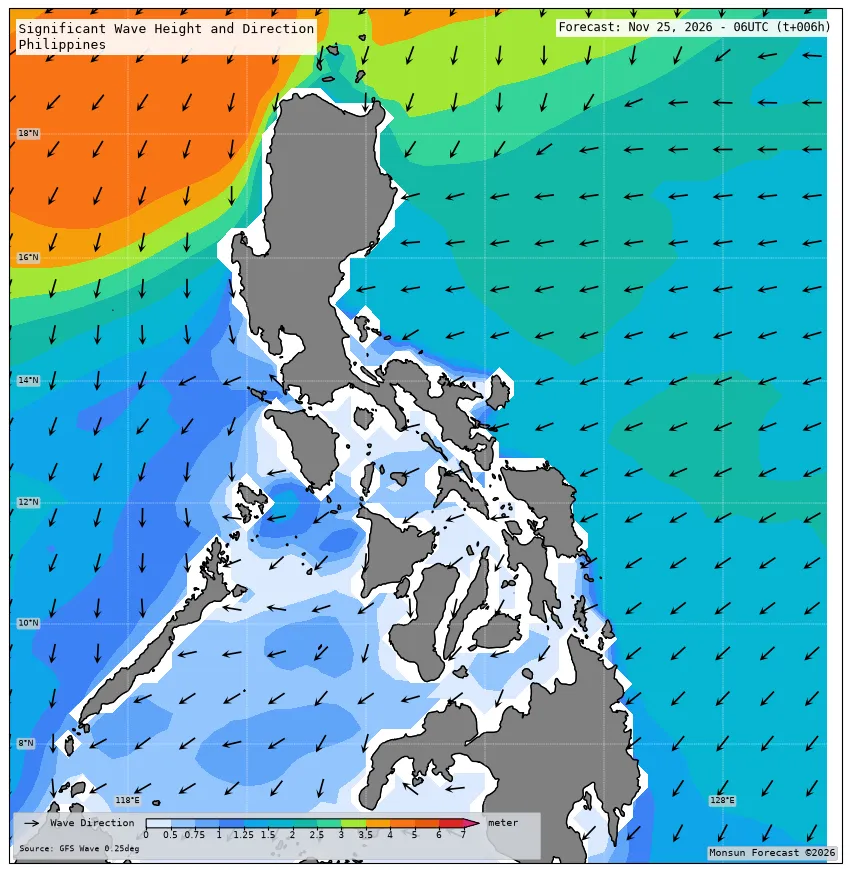 Significant Wave Height and Direction
Philippines
Forecast: Nov 25, 2026 - 06UTC (t+006h)
18°N
16°N
14°N
12°N
10°N
8°N
118°E
128°E
Wave Direction
meter
0 0.5 0.75 1 1.25 1.5 2 2.5 3 3.5 4 5 6 7
Source: GFS Wave 0.25deg
Monsun Forecast ©2026